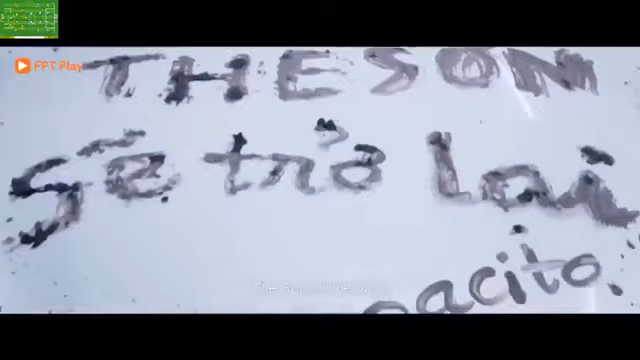 FPT Play
THESON
Sẽ trở Lại
pacito.